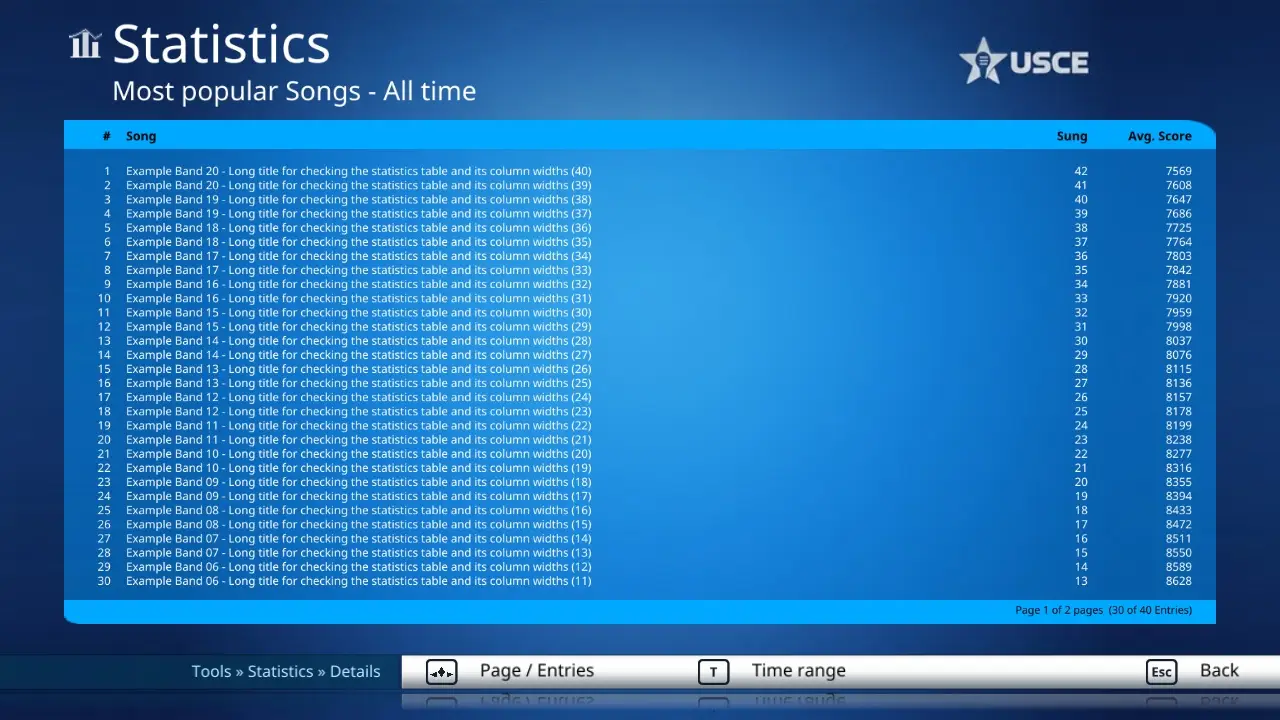 Statistics
Most popular Songs - All time
USCE
# Song Sung Avg. Score
1 Example Band 20 - Long title for checking the statistics table and its column widths (40) 42 7569
2 Example Band 20 - Long title for checking the statistics table and its column widths (39) 41 7608
3 Example Band 19 - Long title for checking the statistics table and its column widths (38) 40 7647
4 Example Band 19 - Long title for checking the statistics table and its column widths (37) 39 7686
5 Example Band 18 - Long title for checking the statistics table and its column widths (36) 38 7725
6 Example Band 18 - Long title for checking the statistics table and its column widths (35) 37 7764
7 Example Band 17 - Long title for checking the statistics table and its column widths (34) 36 7803
8 Example Band 17 - Long title for checking the statistics table and its column widths (33) 35 7842
9 Example Band 16 - Long title for checking the statistics table and its column widths (32) 34 7881
10 Example Band 16 - Long title for checking the statistics table and its column widths (31) 33 7920
11 Example Band 15 - Long title for checking the statistics table and its column widths (30) 32 7959
12 Example Band 15 - Long title for checking the statistics table and its column widths (29) 31 7998
13 Example Band 14 - Long title for checking the statistics table and its column widths (28) 30 8037
14 Example Band 14 - Long title for checking the statistics table and its column widths (27) 29 8076
15 Example Band 13 - Long title for checking the statistics table and its column widths (26) 28 8115
16 Example Band 13 - Long title for checking the statistics table and its column widths (25) 27 8136
17 Example Band 12 - Long title for checking the statistics table and its column widths (24) 26 8157
18 Example Band 12 - Long title for checking the statistics table and its column widths (23) 25 8178
19 Example Band 11 - Long title for checking the statistics table and its column widths (22) 24 8199
20 Example Band 11 - Long title for checking the statistics table and its column widths (21) 23 8238
21 Example Band 10 - Long title for checking the statistics table and its column widths (20) 22 8277
22 Example Band 10 - Long title for checking the statistics table and its column widths (19) 21 8316
23 Example Band 09 - Long title for checking the statistics table and its column widths (18) 20 8355
24 Example Band 09 - Long title for checking the statistics table and its column widths (17) 19 8394
25 Example Band 08 - Long title for checking the statistics table and its column widths (16) 18 8433
26 Example Band 08 - Long title for checking the statistics table and its column widths (15) 17 8472
27 Example Band 07 - Long title for checking the statistics table and its column widths (14) 16 8511
28 Example Band 07 - Long title for checking the statistics table and its column widths (13) 15 8550
29 Example Band 06 - Long title for checking the statistics table and its column widths (12) 14 8589
30 Example Band 06 - Long title for checking the statistics table and its column widths (11) 13 8628
Page 1 of 2 pages (30 of 40 Entries)
Tools » Statistics » Details Page / Entries T Time range Esc Back